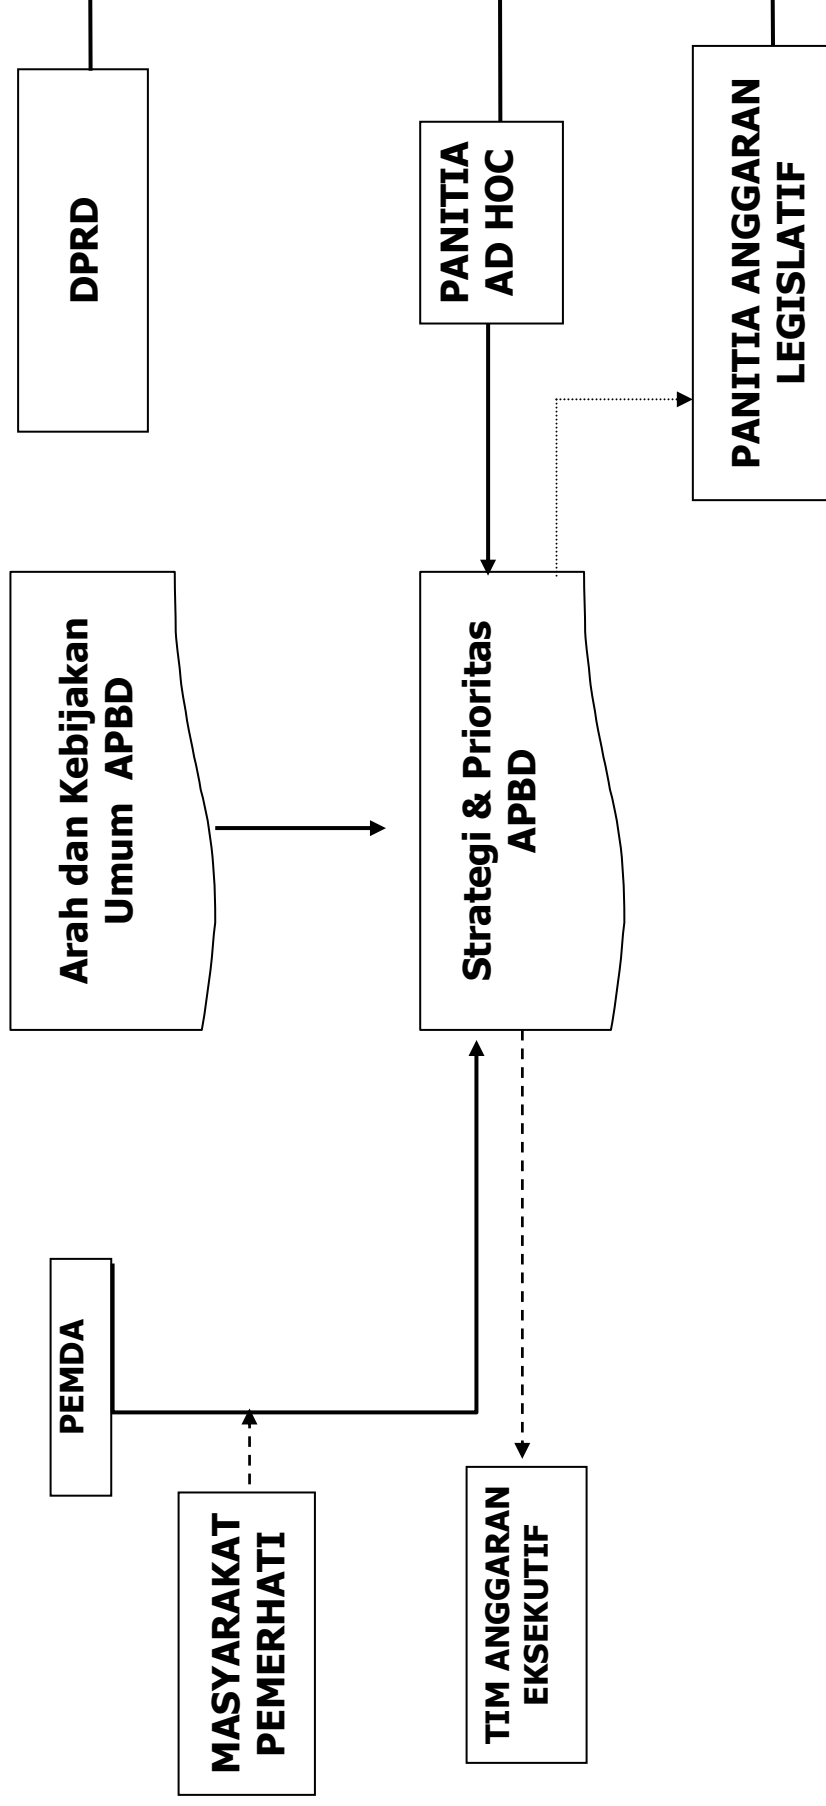 PEMDA
Arah dan Kebijakan
Umum APBD
DPRD
MASYARAKAT
PEMERHATI
TIM ANGGARAN
EKSEKUTIF
Strategi & Prioritas
APBD
PANITIA
AD HOC
PANITIA ANGGARAN
LEGISLATIF